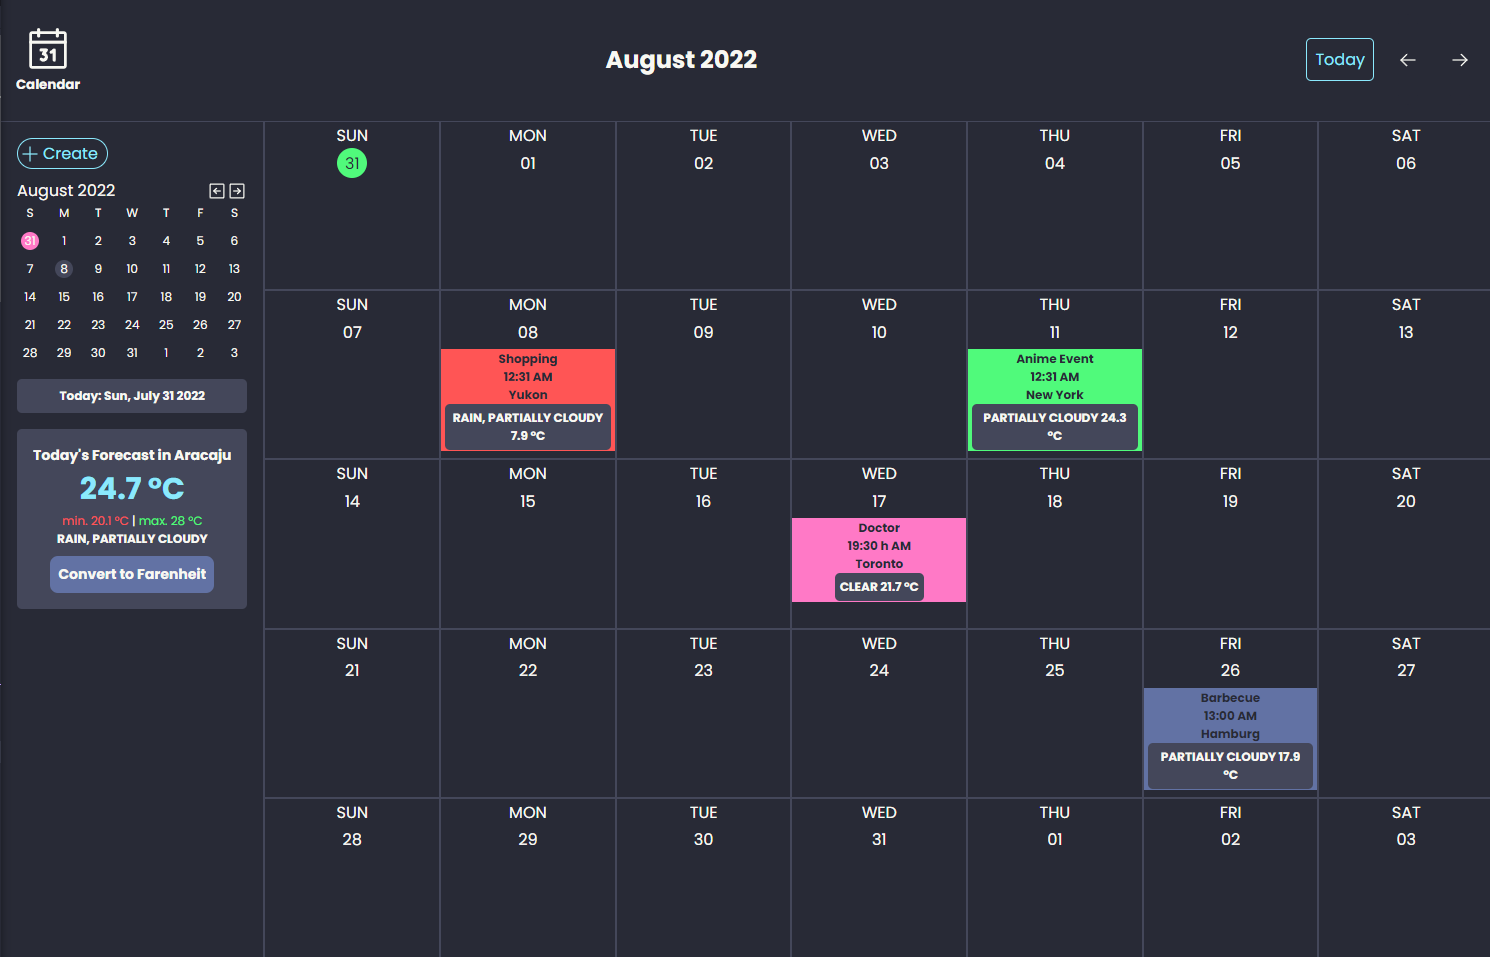 31
Calendar
August 2022
Today
Create
August 2022
S M T W T F S
31 1 2 3 4 5 6
7 8 9 10 11 12 13
14 15 16 17 18 19 20
21 22 23 24 25 26 27
28 29 30 31 1 2 3
Today: Sun, July 31 2022
Today's Forecast in Aracaju
24.7 ºC
min. 20.1 ºC | max. 28 ºC
RAIN, PARTIALLY CLOUDY
Convert to Farenheit
SUN MON TUE WED THU FRI SAT
31 01 02 03 04 05 06
SUN MON TUE WED THU FRI SAT
07 08 09 10 11 12 13
Shopping
12:31 AM
Yukon
RAIN, PARTIALLY CLOUDY
7.9 ºC
Anime Event
12:31 AM
New York
PARTIALLY CLOUDY 24.3
ºC
SUN MON TUE WED THU FRI SAT
14 15 16 17 18 19 20
Doctor
19:30 h AM
Toronto
CLEAR 21.7 ºC
SUN MON TUE WED THU FRI SAT
21 22 23 24 25 26 27
Barbecue
13:00 AM
Hamburg
PARTIALLY CLOUDY 17.9
ºC
SUN MON TUE WED THU FRI SAT
28 29 30 31 01 02 03